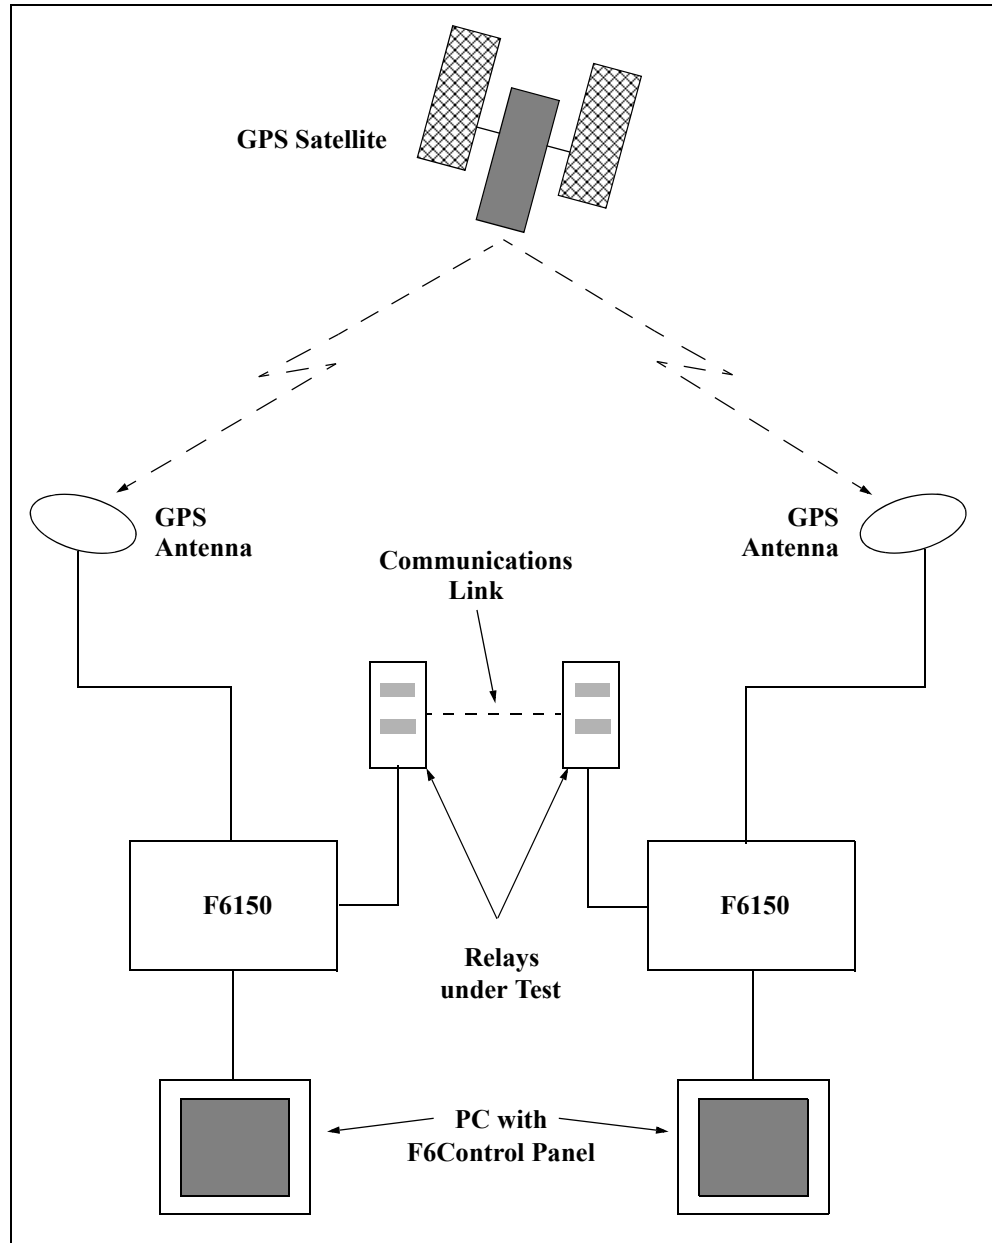 GPS Satellite
GPS
Antenna
GPS
Antenna
Communications
Link
F6150
F6150
Relays
under Test
PC with
F6Control Panel